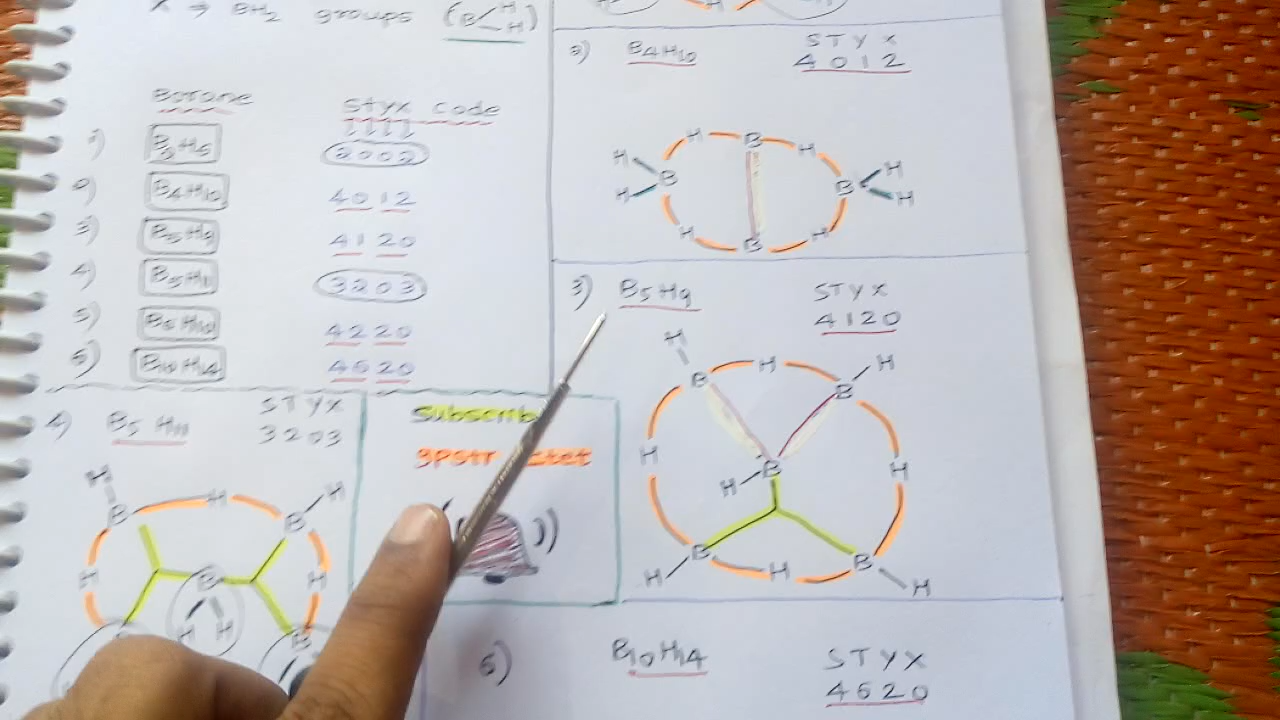 X → BH₂ groups (B H H)
Borane Styx code
1) B₂H₆ 2002
2) B₄H₁₀ 4012
3) B₅H₉ 4120
4) B₅H₁₁ 3203
5) B₆H₁₀ 4220
6) B₁₀H₁₄ 4620
2) B₄H₁₀ STYX
4012
H B H
H B B H
H H
H B H
3) B₅H₉ STYX
4120
H
B H B H
H H
H B
B B
H H H
4) B₅H₁₁ STYX
3203
H H H
B B
H B H
H H B
Subscrib
6) B₁₀H₁₄ STYX
4620